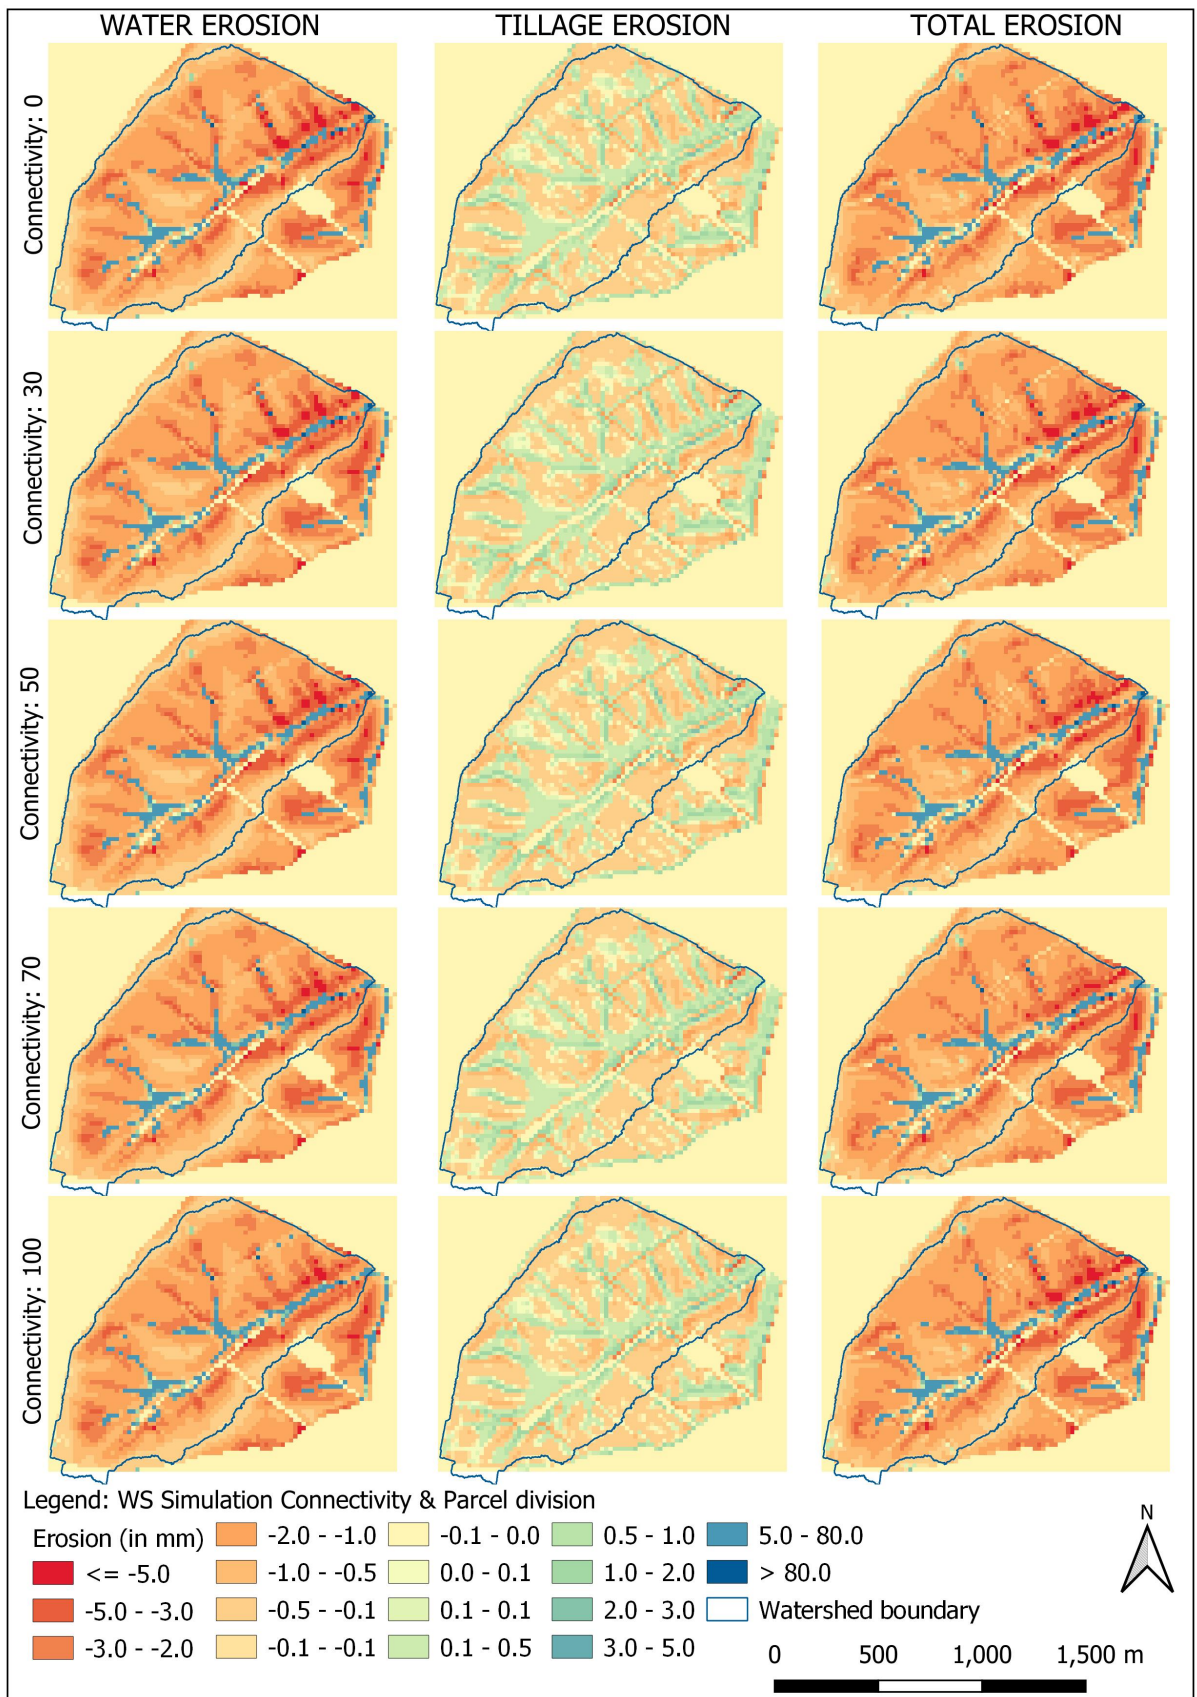 WATER EROSION
TILLAGE EROSION
TOTAL EROSION
Connectivity: 0
Connectivity: 30
Connectivity: 50
Connectivity: 70
Connectivity: 100
Legend: WS Simulation Connectivity & Parcel division
Erosion (in mm)
<= -5.0
-5.0 - -3.0
-3.0 - -2.0
-2.0 - -1.0
-1.0 - -0.5
-0.5 - -0.1
-0.1 - -0.1
-0.1 - 0.0
0.0 - 0.1
0.1 - 0.1
0.1 - 0.5
0.5 - 1.0
1.0 - 2.0
2.0 - 3.0
3.0 - 5.0
5.0 - 80.0
> 80.0
Watershed boundary
N
0 500 1,000 1,500 m